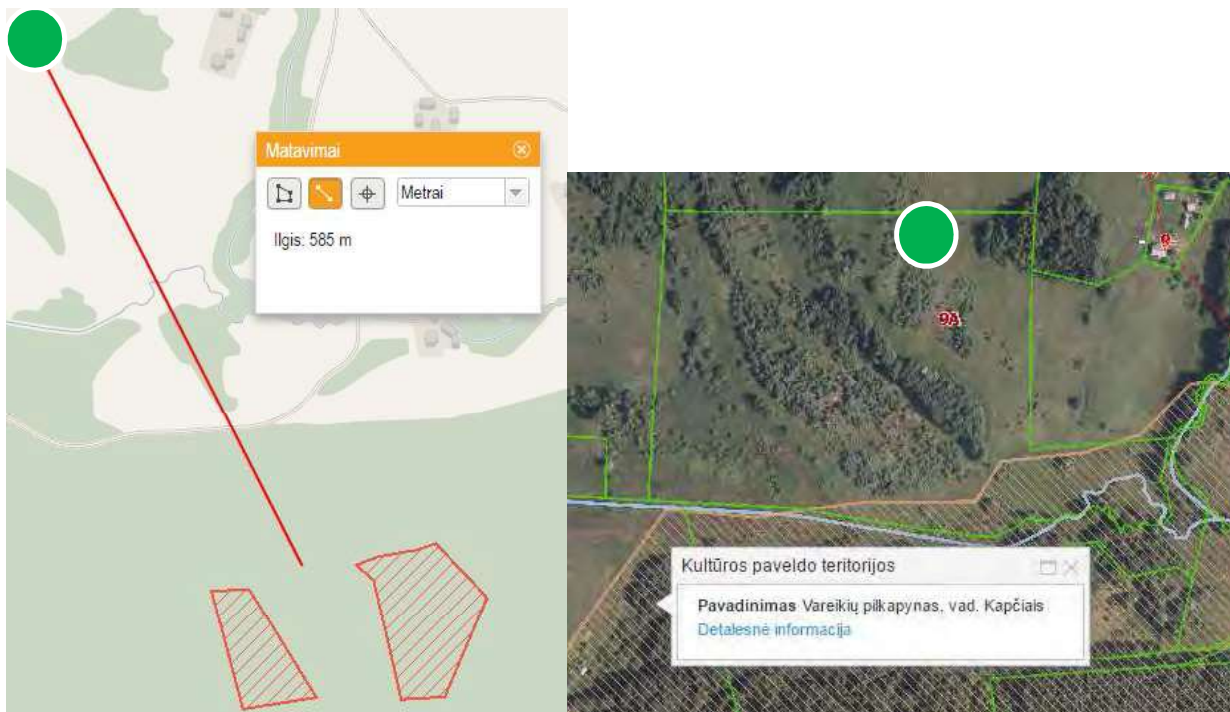 Matavimai
Metrai
Ilgis: 585 m
9A
Kultūros paveldo teritorijos
Pavadinimas Vareikių pilkapynas, vad. Kapčiais
Detalesnė informacija